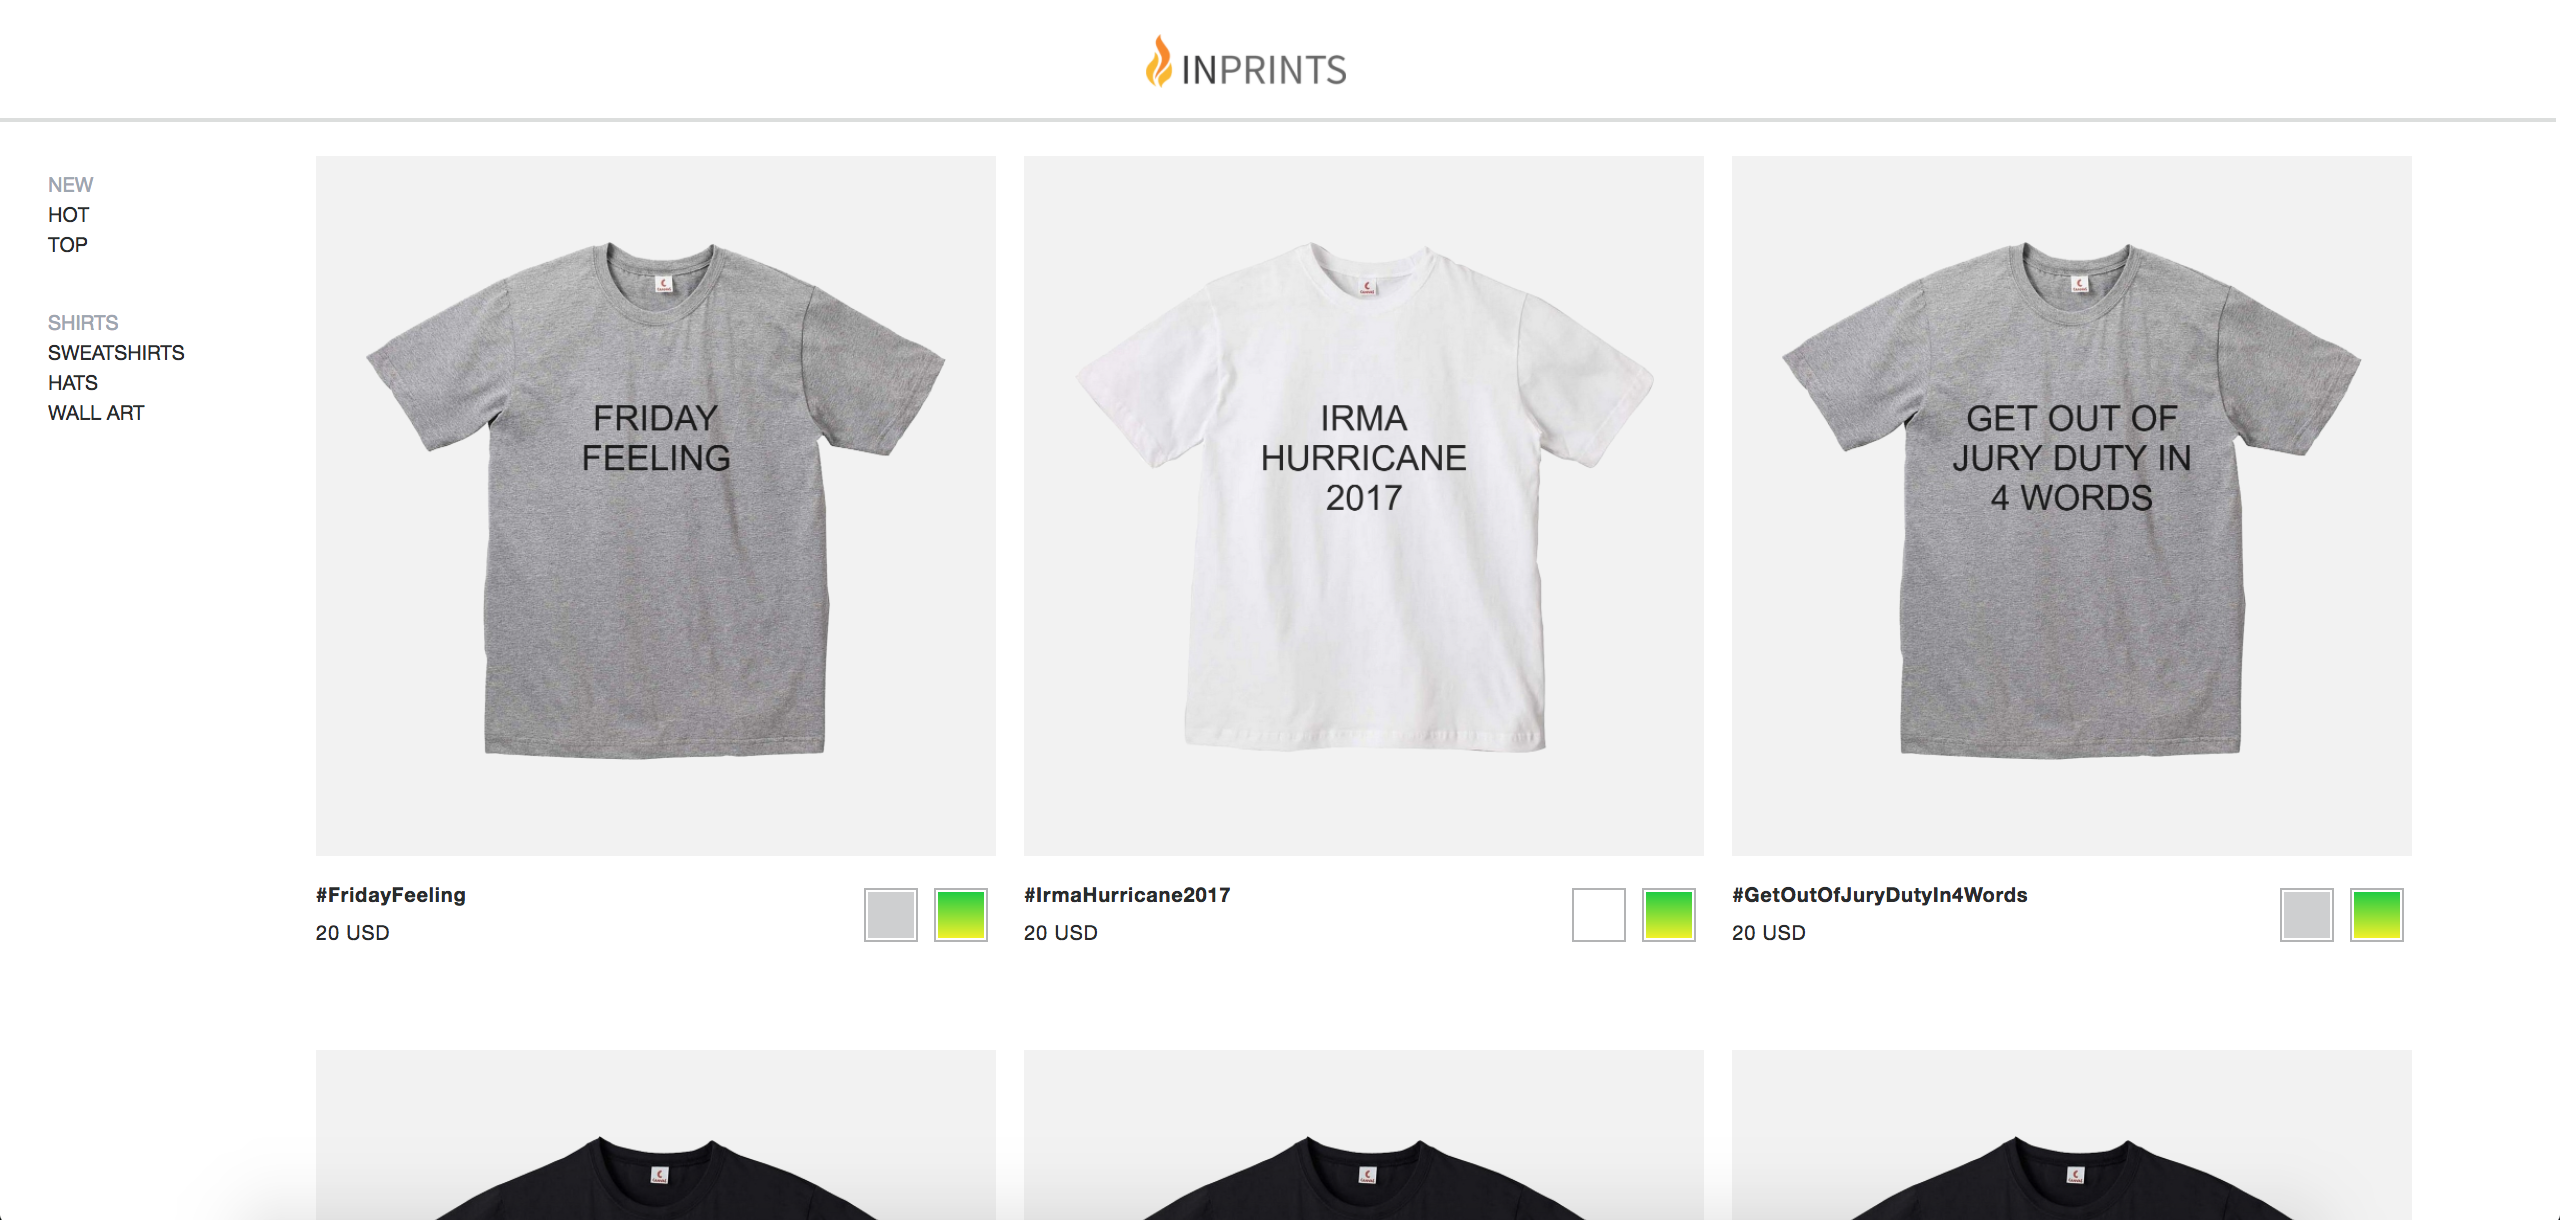 INPRINTS
NEW
HOT
TOP
SHIRTS
SWEATSHIRTS
HATS
WALL ART
FRIDAY
FEELING
#FridayFeeling
20 USD
IRMA
HURRICANE
2017
#IrmaHurricane2017
20 USD
GET OUT OF
JURY DUTY IN
4 WORDS
#GetOutOfJuryDutyIn4Words
20 USD